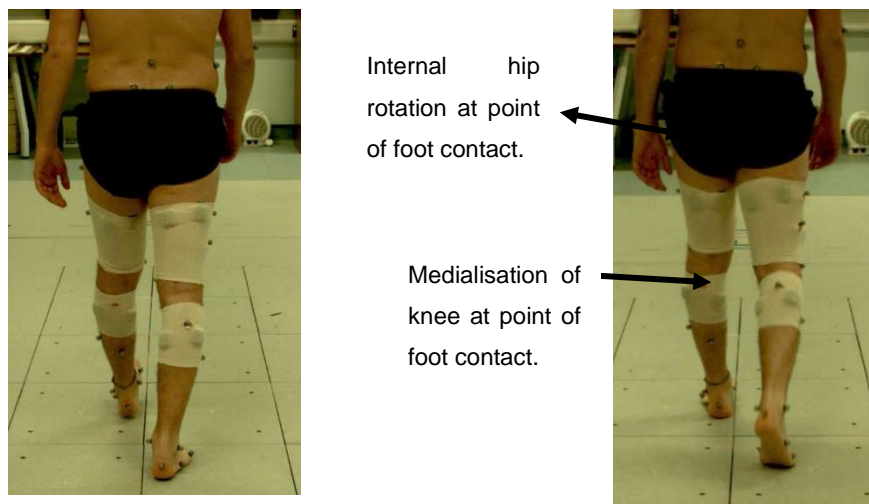 Internal hip
rotation at point
of foot contact.
Medialisation of
knee at point of
foot contact.